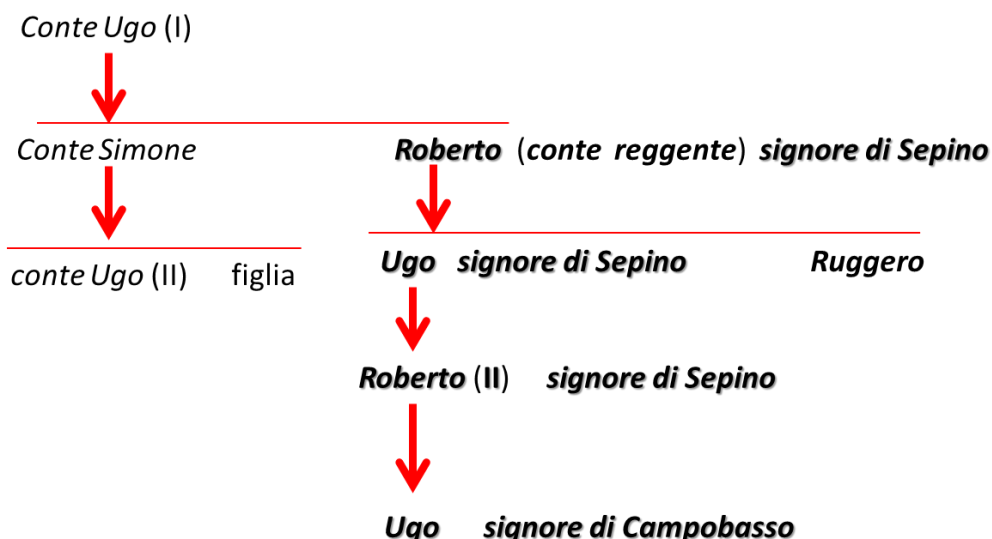 Conte Ugo (I)
Conte Simone Roberto (conte reggente) signore di Sepino
conte Ugo (II) figlia Ugo signore di Sepino Ruggero
Roberto (II) signore di Sepino
Ugo signore di Campobasso